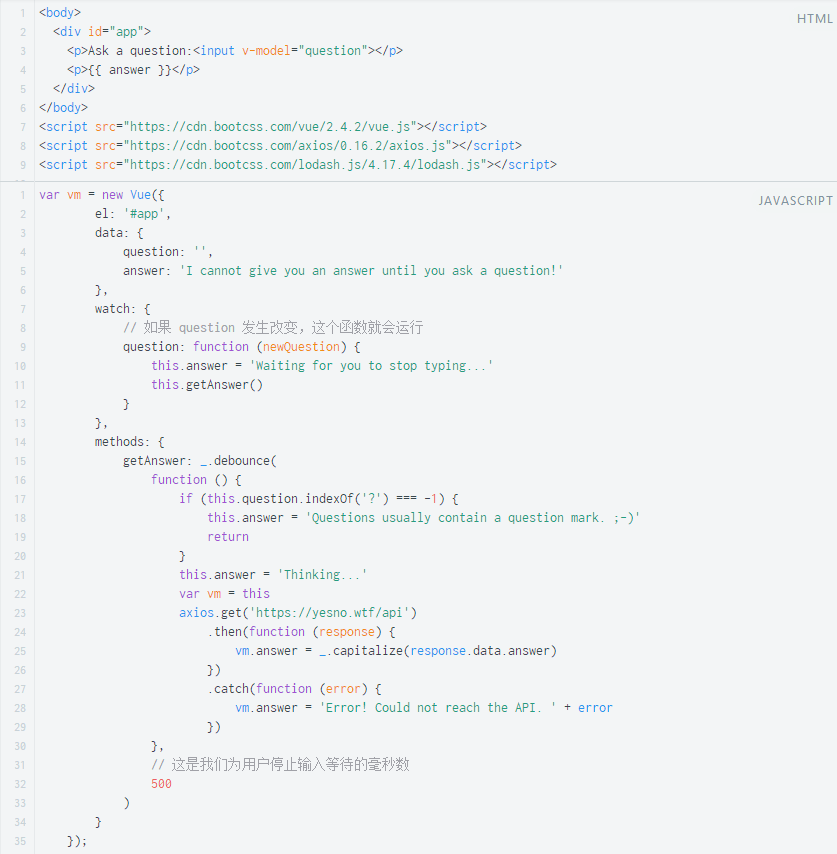 HTML
1 <body>
2   <div id="app">
3     <p>Ask a question:<input v-model="question"></p>
4     <p>{{ answer }}</p>
5   </div>
6 </body>
7 <script src="https://cdn.bootcss.com/vue/2.4.2/vue.js"></script>
8 <script src="https://cdn.bootcss.com/axios/0.16.2/axios.js"></script>
9 <script src="https://cdn.bootcss.com/lodash.js/4.17.4/lodash.js"></script>
JAVASCRIPT
1 var vm = new Vue({
2         el: '#app',
3         data: {
4             question: '',
5             answer: 'I cannot give you an answer until you ask a question!'
6         },
7         watch: {
8             // 如果 question 发生改变，这个函数就会运行
9             question: function (newQuestion) {
10                 this.answer = 'Waiting for you to stop typing...'
11                 this.getAnswer()
12             }
13         },
14         methods: {
15             getAnswer: _.debounce(
16                 function () {
17                     if (this.question.indexOf('?') === -1) {
18                         this.answer = 'Questions usually contain a question mark. ;-)'
19                         return
20                     }
21                     this.answer = 'Thinking...'
22                     var vm = this
23                     axios.get('https://yesno.wtf/api')
24                         .then(function (response) {
25                             vm.answer = _.capitalize(response.data.answer)
26                         })
27                         .catch(function (error) {
28                             vm.answer = 'Error! Could not reach the API. ' + error
29                         })
30                 },
31                 // 这是我们为用户停止输入等待的毫秒数
32                 500
33             )
34         }
35     });